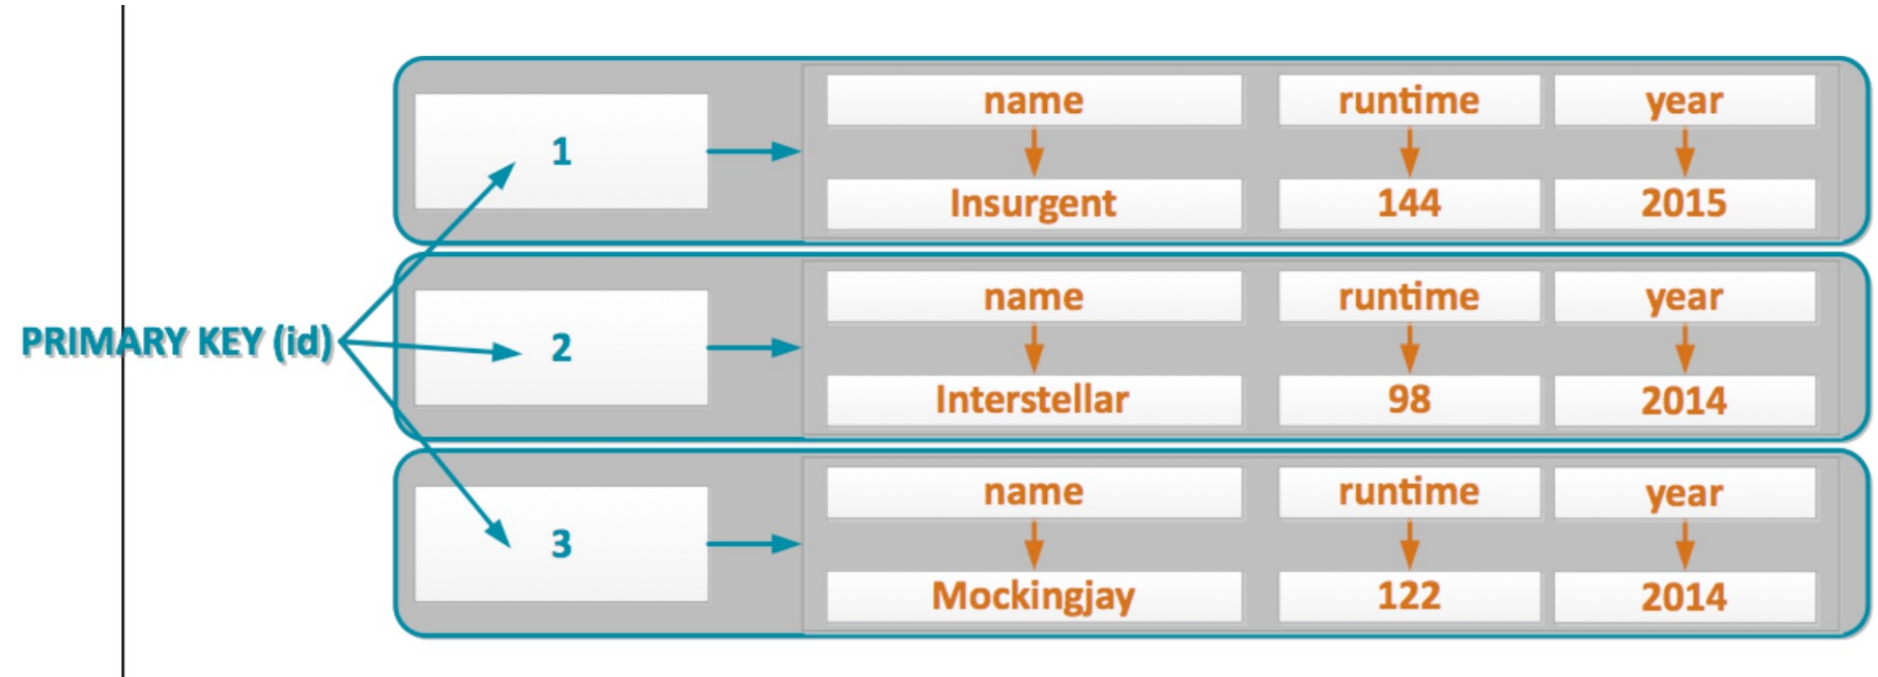 name runtime year
1
Insurgent 144 2015
name runtime year
PRIMARY KEY (id) 2
Interstellar 98 2014
name runtime year
3
Mockingjay 122 2014